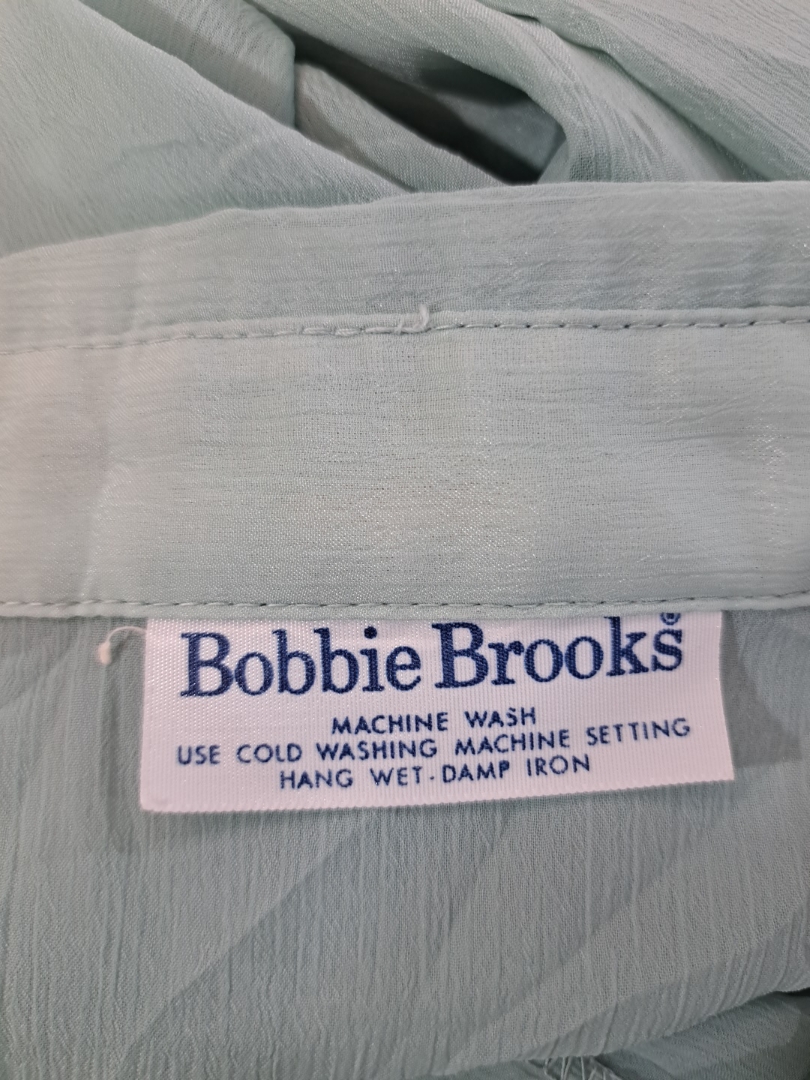 Bobbie Brooks®
MACHINE WASH
USE COLD WASHING MACHINE SETTING
HANG WET-DAMP IRON